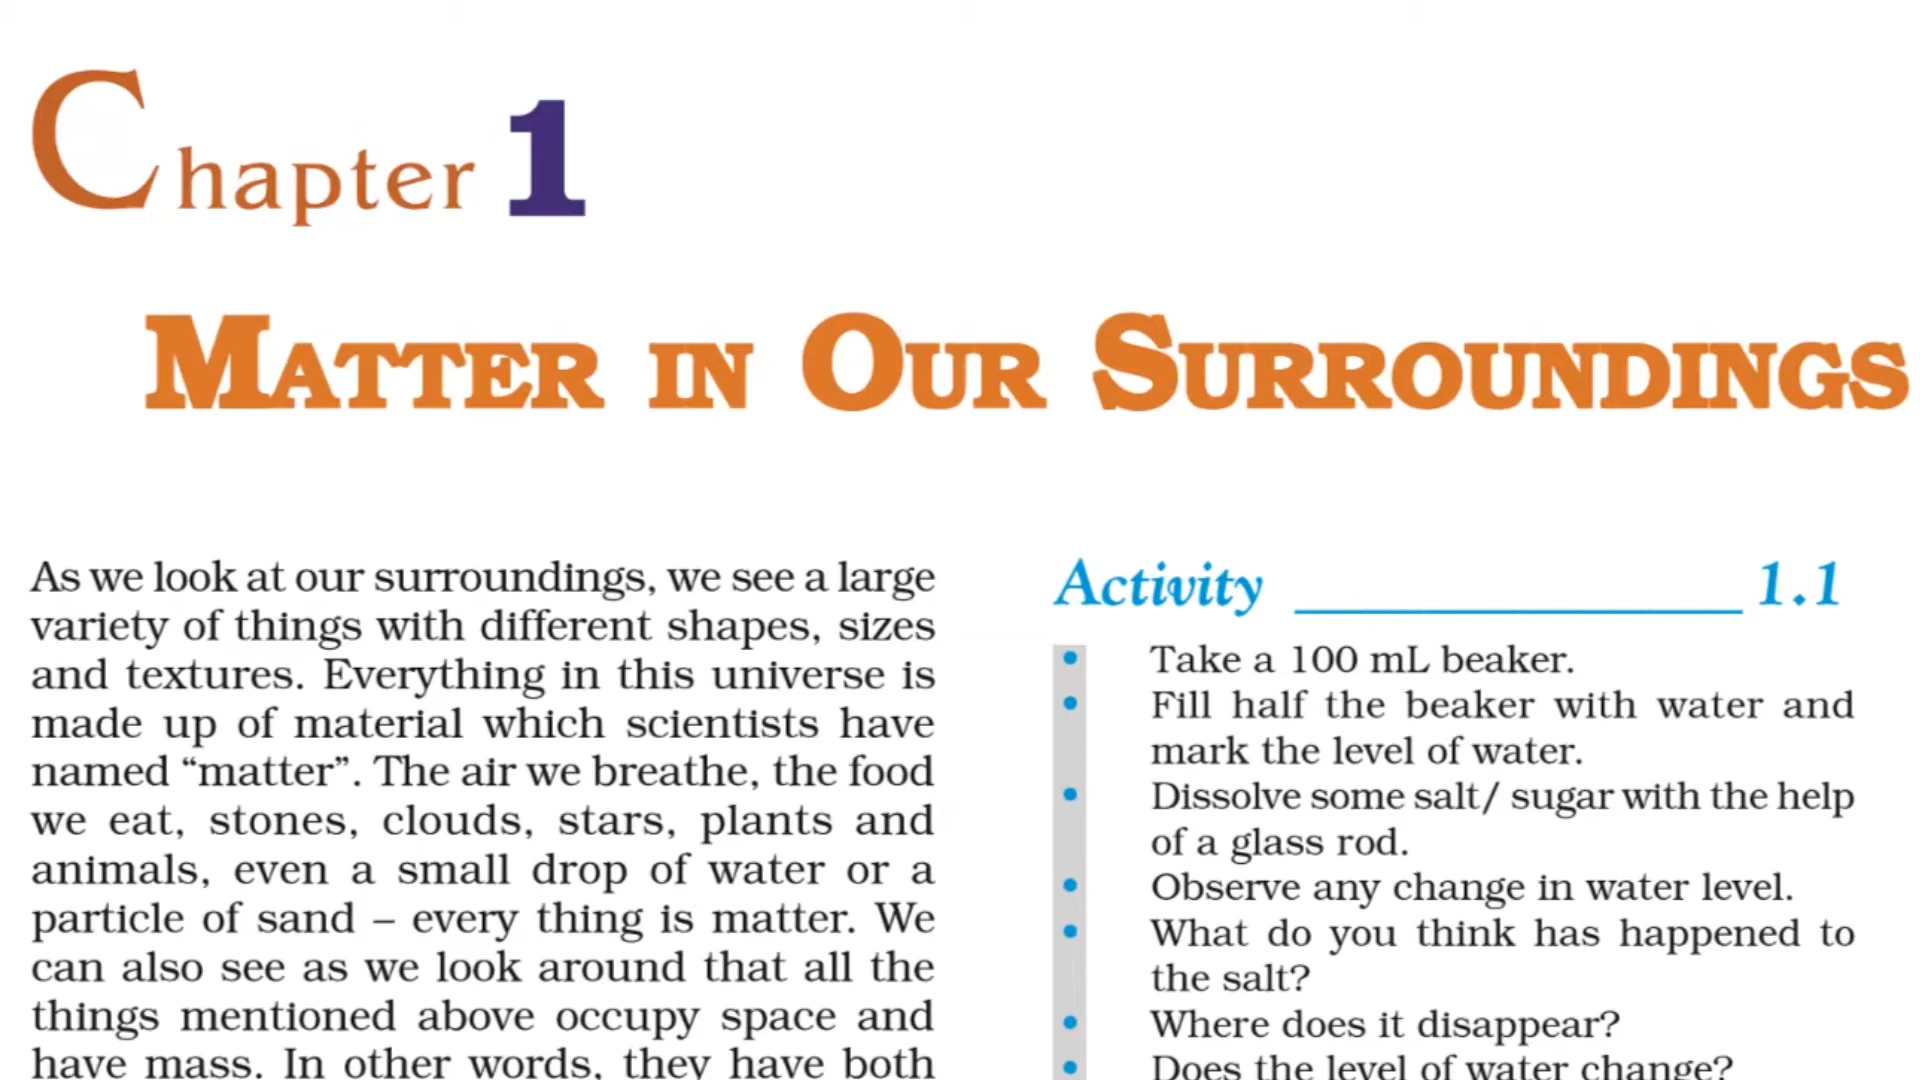 Chapter 1
MATTER IN OUR SURROUNDINGS
As we look at our surroundings, we see a large
variety of things with different shapes, sizes
and textures. Everything in this universe is
made up of material which scientists have
named “matter”. The air we breathe, the food
we eat, stones, clouds, stars, plants and
animals, even a small drop of water or a
particle of sand – every thing is matter. We
can also see as we look around that all the
things mentioned above occupy space and
have mass. In other words, they have both
Activity 1.1
• Take a 100 mL beaker.
• Fill half the beaker with water and
mark the level of water.
• Dissolve some salt/ sugar with the help
of a glass rod.
• Observe any change in water level.
• What do you think has happened to
the salt?
• Where does it disappear?
• Does the level of water change?